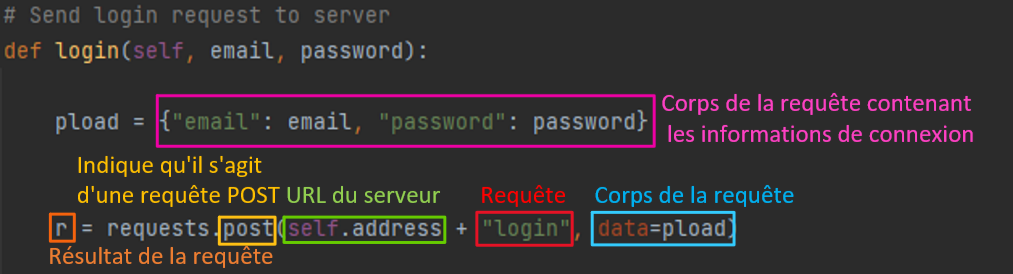 # Send login request to server
def login(self, email, password):
pload = {"email": email, "password": password}
Corps de la requête contenant
les informations de connexion
Indique qu'il s'agit
d'une requête POST
URL du serveur
Requête
Corps de la requête
r = requests.post(self.address + "login", data=pload)
Résultat de la requête